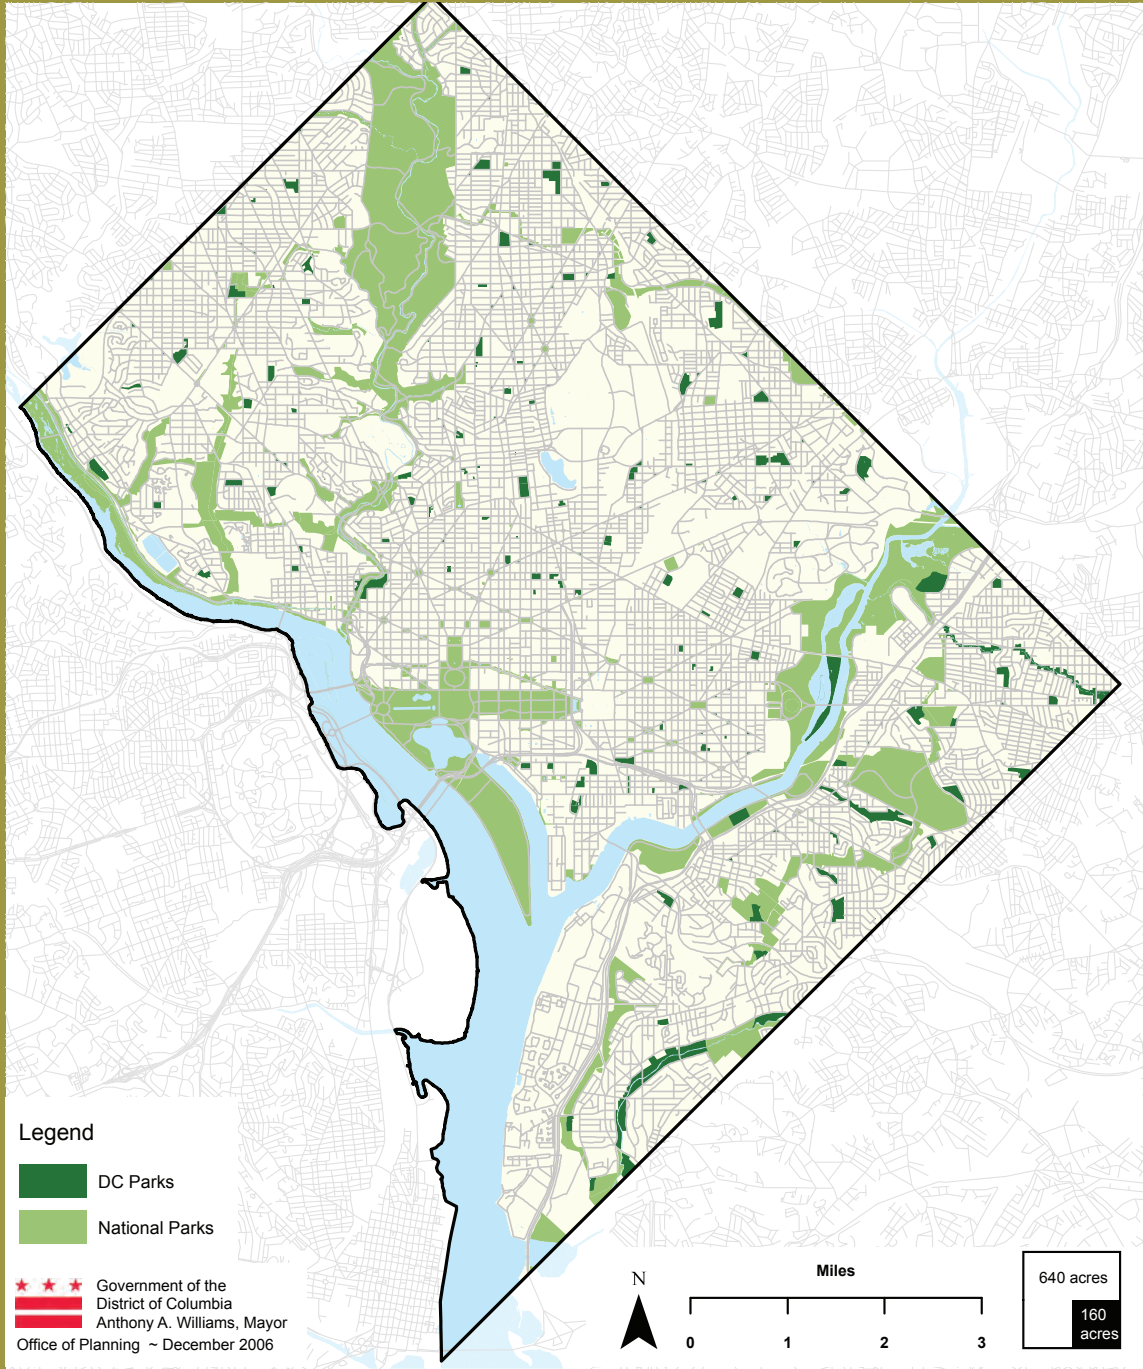 Legend
DC Parks
National Parks
Government of the
District of Columbia
Anthony A. Williams, Mayor
Office of Planning ~ December 2006
N
Miles
0 1 2 3
640 acres
160
acres